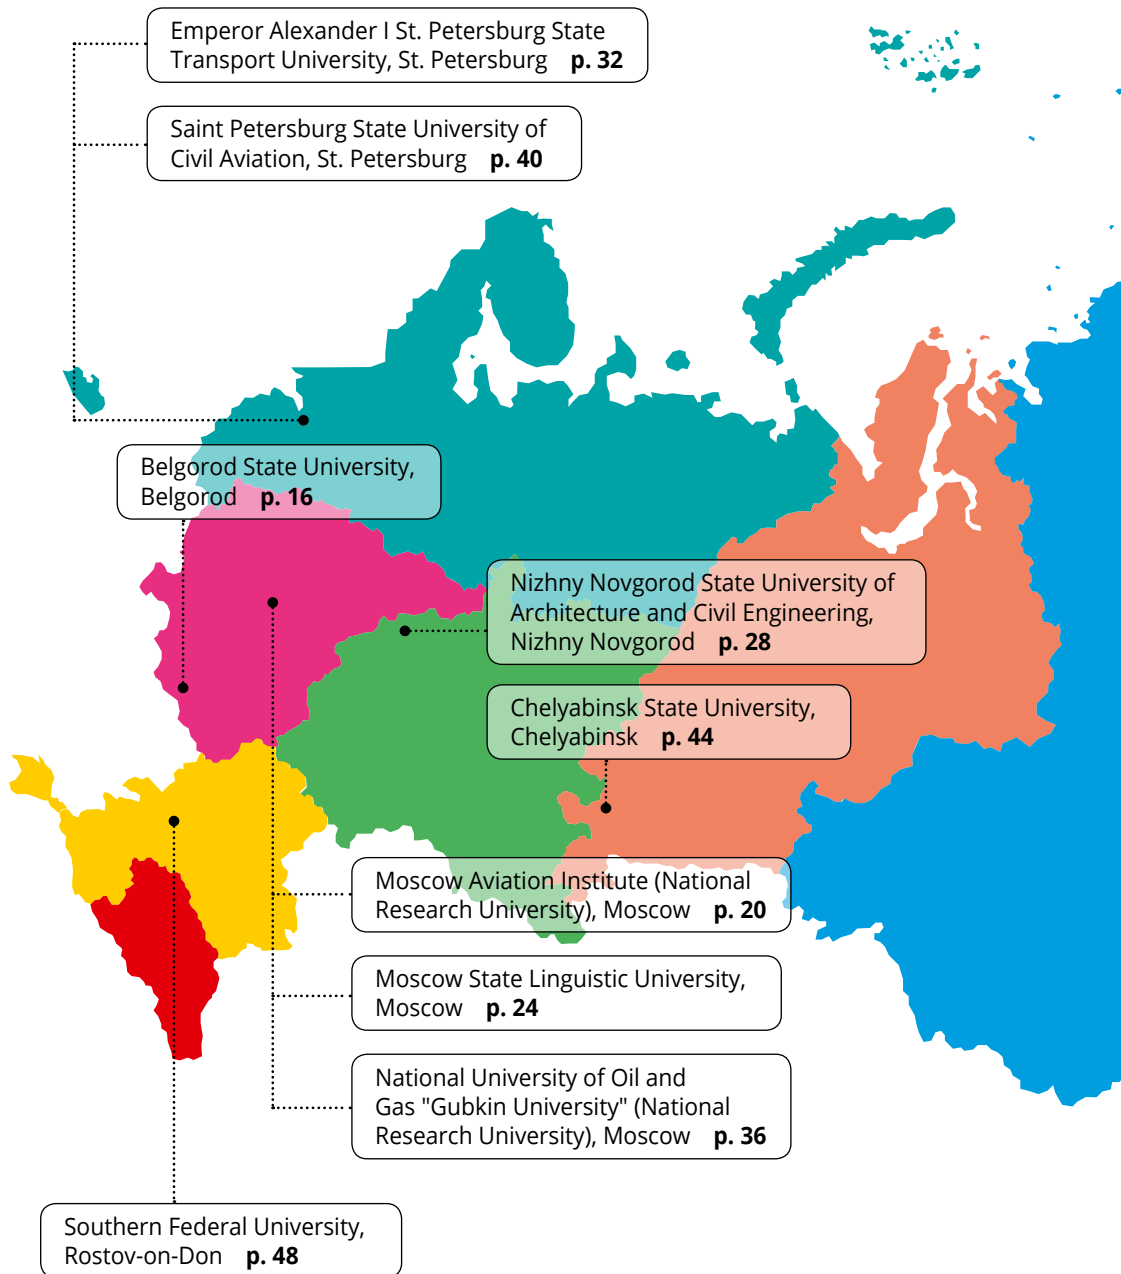 Emperor Alexander I St. Petersburg State
Transport University, St. Petersburg p. 32
Saint Petersburg State University of
Civil Aviation, St. Petersburg p. 40
Belgorod State University,
Belgorod p. 16
Nizhny Novgorod State University of
Architecture and Civil Engineering,
Nizhny Novgorod p. 28
Chelyabinsk State University,
Chelyabinsk p. 44
Moscow Aviation Institute (National
Research University), Moscow p. 20
Moscow State Linguistic University,
Moscow p. 24
National University of Oil and
Gas "Gubkin University" (National
Research University), Moscow p. 36
Southern Federal University,
Rostov-on-Don p. 48